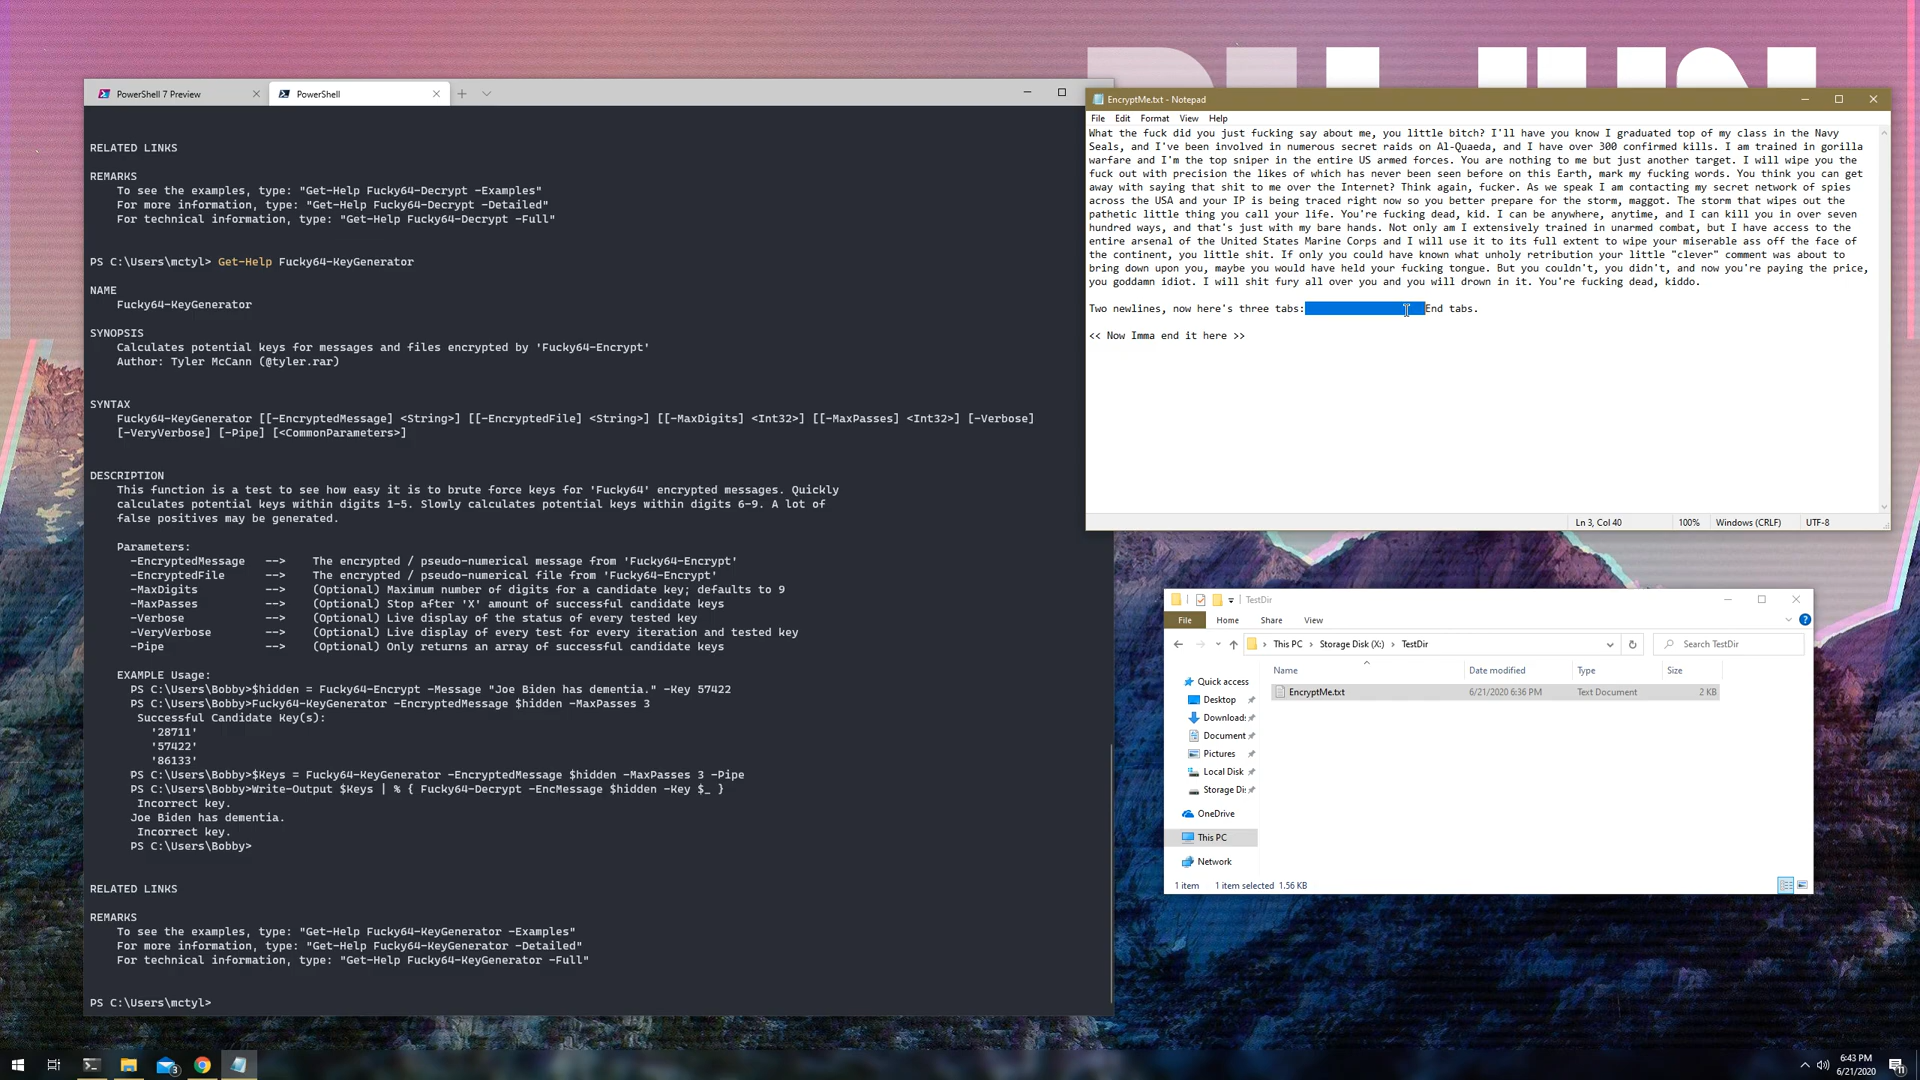 PowerShell 7 Preview
PowerShell
RELATED LINKS
REMARKS
To see the examples, type: "Get-Help Fucky64-Decrypt -Examples"
For more information, type: "Get-Help Fucky64-Decrypt -Detailed"
For technical information, type: "Get-Help Fucky64-Decrypt -Full"
PS C:\Users\mctyl> Get-Help Fucky64-KeyGenerator
NAME
Fucky64-KeyGenerator
SYNOPSIS
Calculates potential keys for messages and files encrypted by 'Fucky64-Encrypt'
Author: Tyler McCann (@tyler.rar)
SYNTAX
Fucky64-KeyGenerator [[-EncryptedMessage] <String>] [[-EncryptedFile] <String>] [[-MaxDigits] <Int32>] [[-MaxPasses] <Int32>] [-Verbose]
[-VeryVerbose] [-Pipe] [<CommonParameters>]
DESCRIPTION
This function is a test to see how easy it is to brute force keys for 'Fucky64' encrypted messages. Quickly
calculates potential keys within digits 1-5. Slowly calculates potential keys within digits 6-9. A lot of
false positives may be generated.
Parameters:
-EncryptedMessage --> The encrypted / pseudo-numerical message from 'Fucky64-Encrypt'
-EncryptedFile --> The encrypted / pseudo-numerical file from 'Fucky64-Encrypt'
-MaxDigits --> (Optional) Maximum number of digits for a candidate key; defaults to 9
-MaxPasses --> (Optional) Stop after 'X' amount of successful candidate keys
-Verbose --> (Optional) Live display of the status of every tested key
-VeryVerbose --> (Optional) Live display of every test for every iteration and tested key
-Pipe --> (Optional) Only returns an array of successful candidate keys
EXAMPLE Usage:
PS C:\Users\Bobby>$hidden = Fucky64-Encrypt -Message "Joe Biden has dementia." -Key 57422
PS C:\Users\Bobby>Fucky64-KeyGenerator -EncryptedMessage $hidden -MaxPasses 3
Successful Candidate Key(s):
'28711'
'57422'
'86133'
PS C:\Users\Bobby>$Keys = Fucky64-KeyGenerator -EncryptedMessage $hidden -MaxPasses 3 -Pipe
PS C:\Users\Bobby>Write-Output $Keys | % { Fucky64-Decrypt -EncMessage $hidden -Key $_ }
Incorrect key.
Joe Biden has dementia.
Incorrect key.
PS C:\Users\Bobby>
RELATED LINKS
REMARKS
To see the examples, type: "Get-Help Fucky64-KeyGenerator -Examples"
For more information, type: "Get-Help Fucky64-KeyGenerator -Detailed"
For technical information, type: "Get-Help Fucky64-KeyGenerator -Full"
PS C:\Users\mctyl>
EncryptMe.txt - Notepad
File Edit Format View Help
What the fuck did you just fucking say about me, you little bitch? I'll have you know I graduated top of my class in the Navy
Seals, and I've been involved in numerous secret raids on Al-Quaeda, and I have over 300 confirmed kills. I am trained in gorilla
warfare and I'm the top sniper in the entire US armed forces. You are nothing to me but just another target. I will wipe you the
fuck out with precision the likes of which has never been seen before on this Earth, mark my fucking words. You think you can get
away with saying that shit to me over the Internet? Think again, fucker. As we speak I am contacting my secret network of spies
across the USA and your IP is being traced right now so you better prepare for the storm, maggot. The storm that wipes out the
pathetic little thing you call your life. You're fucking dead, kid. I can be anywhere, anytime, and I can kill you in over seven
hundred ways, and that's just with my bare hands. Not only am I extensively trained in unarmed combat, but I have access to the
entire arsenal of the United States Marine Corps and I will use it to its full extent to wipe your miserable ass off the face of
the continent, you little shit. If only you could have known what unholy retribution your little "clever" comment was about to
bring down upon you, maybe you would have held your fucking tongue. But you couldn't, you didn't, and now you're paying the price,
you goddamn idiot. I will shit fury all over you and you will drown in it. You're fucking dead, kiddo.
Two newlines, now here's three tabs: End tabs.
<< Now Imma end it here >>
Ln 3, Col 40 100% Windows (CRLF) UTF-8
TestDir
File Home Share View
This PC Storage Disk (X:) TestDir Search TestDir
Name Date modified Type Size
EncryptMe.txt 6/21/2020 6:36 PM Text Document 2 KB
Quick access
Desktop
Pictures
Local Disk
OneDrive
This PC
Network
1 item 1 item selected 1.56 KB
3
6:43 PM
6/21/2020
11